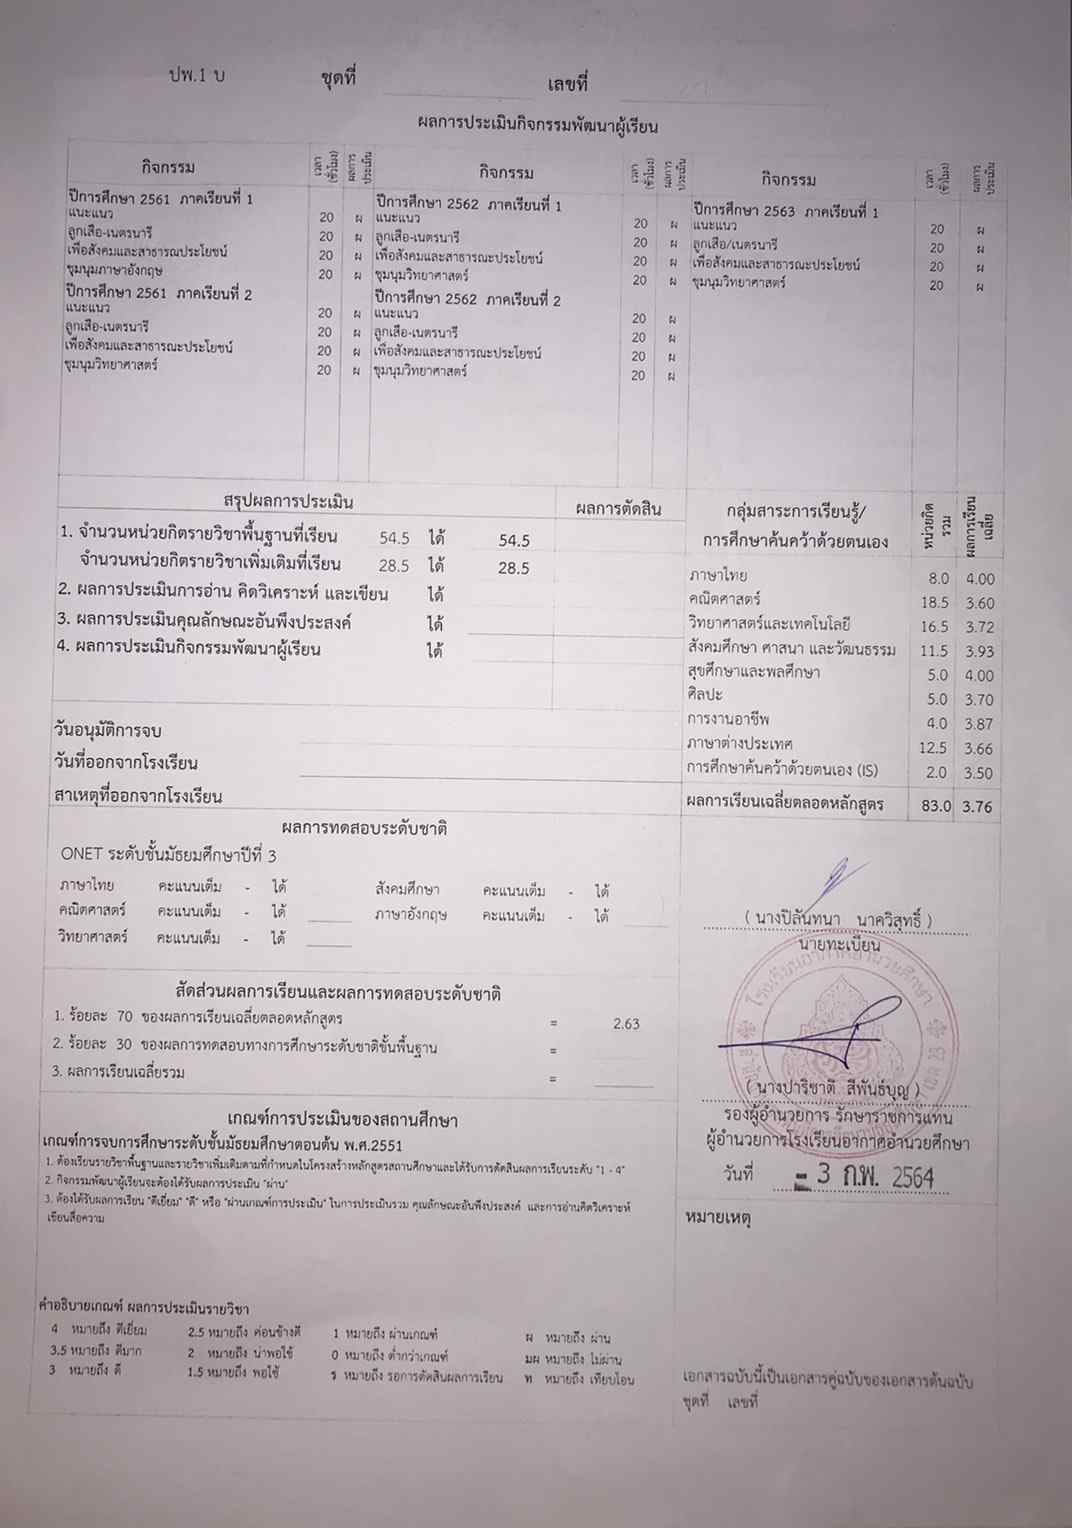 ปพ.1 บ ชุดที่ เลขที่
ผลการประเมินกิจกรรมพัฒนาผู้เรียน
กิจกรรม เวลา (ชั่วโมง) ผลการประเมิน กิจกรรม เวลา (ชั่วโมง) ผลการประเมิน กิจกรรม เวลา (ชั่วโมง) ผลการประเมิน
ปีการศึกษา 2561 ภาคเรียนที่ 1
แนะแนว 20 ผ
ลูกเสือ-เนตรนารี 20 ผ
เพื่อสังคมและสาธารณประโยชน์ 20 ผ
ชุมนุมภาษาอังกฤษ 20 ผ
ปีการศึกษา 2561 ภาคเรียนที่ 2
แนะแนว 20 ผ
ลูกเสือ-เนตรนารี 20 ผ
เพื่อสังคมและสาธารณะประโยชน์ 20 ผ
ชุมนุมวิทยาศาสตร์ 20 ผ
ปีการศึกษา 2562 ภาคเรียนที่ 1
แนะแนว 20 ผ
ลูกเสือ-เนตรนารี 20 ผ
เพื่อสังคมและสาธารณะประโยชน์ 20 ผ
ชุมนุมวิทยาศาสตร์ 20 ผ
ปีการศึกษา 2562 ภาคเรียนที่ 2
แนะแนว 20 ผ
ลูกเสือ-เนตรนารี 20 ผ
เพื่อสังคมและสาธารณะประโยชน์ 20 ผ
ชุมนุมวิทยาศาสตร์ 20 ผ
ปีการศึกษา 2563 ภาคเรียนที่ 1
แนะแนว 20 ผ
ลูกเสือ/เนตรนารี 20 ผ
เพื่อสังคมและสาธารณะประโยชน์ 20 ผ
ชุมนุมวิทยาศาสตร์ 20 ผ
สรุปผลการประเมิน ผลการตัดสิน
1. จำนวนหน่วยกิตรายวิชาพื้นฐานที่เรียน 54.5 ได้ 54.5
จำนวนหน่วยกิตรายวิชาเพิ่มเติมที่เรียน 28.5 ได้ 28.5
2. ผลการประเมินการอ่าน คิดวิเคราะห์ และเขียน ได้
3. ผลการประเมินคุณลักษณะอันพึงประสงค์ ได้
4. ผลการประเมินกิจกรรมพัฒนาผู้เรียน ได้
วันอนุมัติการจบ
วันที่ออกจากโรงเรียน
สาเหตุที่ออกจากโรงเรียน
กลุ่มสาระการเรียนรู้/ การศึกษาค้นคว้าด้วยตนเอง หน่วยกิตรวม ผลการเรียนเฉลี่ย
ภาษาไทย 8.0 4.00
คณิตศาสตร์ 18.5 3.60
วิทยาศาสตร์และเทคโนโลยี 16.5 3.72
สังคมศึกษา ศาสนา และวัฒนธรรม 11.5 3.93
สุขศึกษาและพลศึกษา 5.0 4.00
ศิลปะ 5.0 3.70
การงานอาชีพ 4.0 3.87
ภาษาต่างประเทศ 12.5 3.66
การศึกษาค้นคว้าด้วยตนเอง (IS) 2.0 3.50
ผลการเรียนเฉลี่ยตลอดหลักสูตร 83.0 3.76
ผลการทดสอบระดับชาติ
ONET ระดับชั้นมัธยมศึกษาปีที่ 3
ภาษาไทย คะแนนเต็ม - ได้ สังคมศึกษา คะแนนเต็ม - ได้
คณิตศาสตร์ คะแนนเต็ม - ได้ ภาษาอังกฤษ คะแนนเต็ม - ได้
วิทยาศาสตร์ คะแนนเต็ม - ได้
สัดส่วนผลการเรียนและผลการทดสอบระดับชาติ
1. ร้อยละ 70 ของผลการเรียนเฉลี่ยตลอดหลักสูตร = 2.63
2. ร้อยละ 30 ของผลการทดสอบทางการศึกษาระดับชาติขั้นพื้นฐาน =
3. ผลการเรียนเฉลี่ยรวม =
เกณฑ์การประเมินของสถานศึกษา
เกณฑ์การจบการศึกษาระดับชั้นมัธยมศึกษาตอนต้น พ.ศ.2551
1. ต้องเรียนรายวิชาพื้นฐานและรายวิชาเพิ่มเติมตามที่กำหนดในโครงสร้างหลักสูตรสถานศึกษาและได้รับการตัดสินผลการเรียนระดับ "1 - 4"
2. กิจกรรมพัฒนาผู้เรียนจะต้องได้รับผลการประเมิน "ผ่าน"
3. ต้องได้รับผลการเรียน "ดีเยี่ยม" "ดี" หรือ "ผ่านเกณฑ์การประเมิน" ในการประเมินรวม คุณลักษณะอันพึงประสงค์ และการอ่านคิดวิเคราะห์
เขียนสื่อความ
คำอธิบายเกณฑ์ ผลการประเมินรายวิชา
4 หมายถึง ดีเยี่ยม 2.5 หมายถึง ค่อนข้างดี 1 หมายถึง ผ่านเกณฑ์ ผ หมายถึง ผ่าน
3.5 หมายถึง ดีมาก 2 หมายถึง น่าพอใช้ 0 หมายถึง ต่ำกว่าเกณฑ์ มผ หมายถึง ไม่ผ่าน
3 หมายถึง ดี 1.5 หมายถึง พอใช้ ร หมายถึง รอการตัดสินผลการเรียน ท หมายถึง เทียบโอน
( นางปิลันทนา นาควิสุทธิ์ )
นายทะเบียน
โรงเรียนอากาศอำนวยศึกษา
( นางปาริชาติ สีพันธ์บุญ )
รองผู้อำนวยการ รักษาราชการแทน
ผู้อำนวยการโรงเรียนอากาศอำนวยศึกษา
วันที่ - 3 ก.พ. 2564
หมายเหตุ
เอกสารฉบับนี้เป็นเอกสารคู่ฉบับของเอกสารต้นฉบับ
ชุดที่ เลขที่